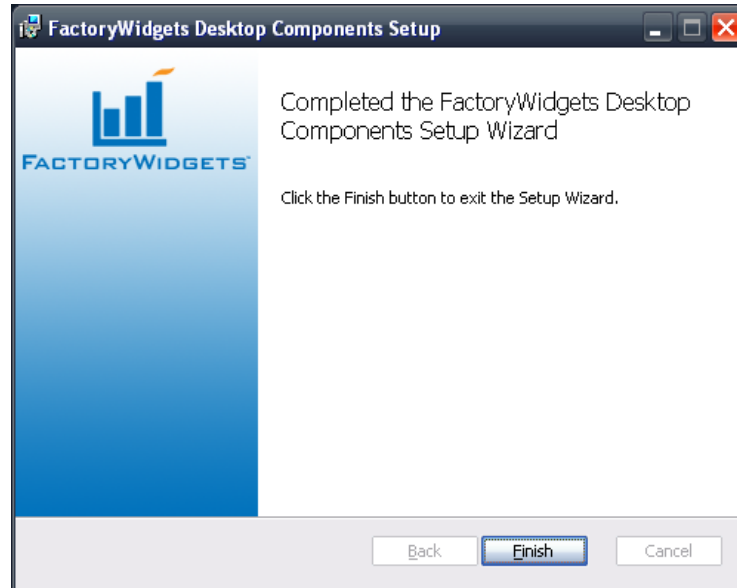 FactoryWidgets Desktop Components Setup
FACTORYWIDGETS
Completed the FactoryWidgets Desktop
Components Setup Wizard
Click the Finish button to exit the Setup Wizard.
Back
Finish
Cancel